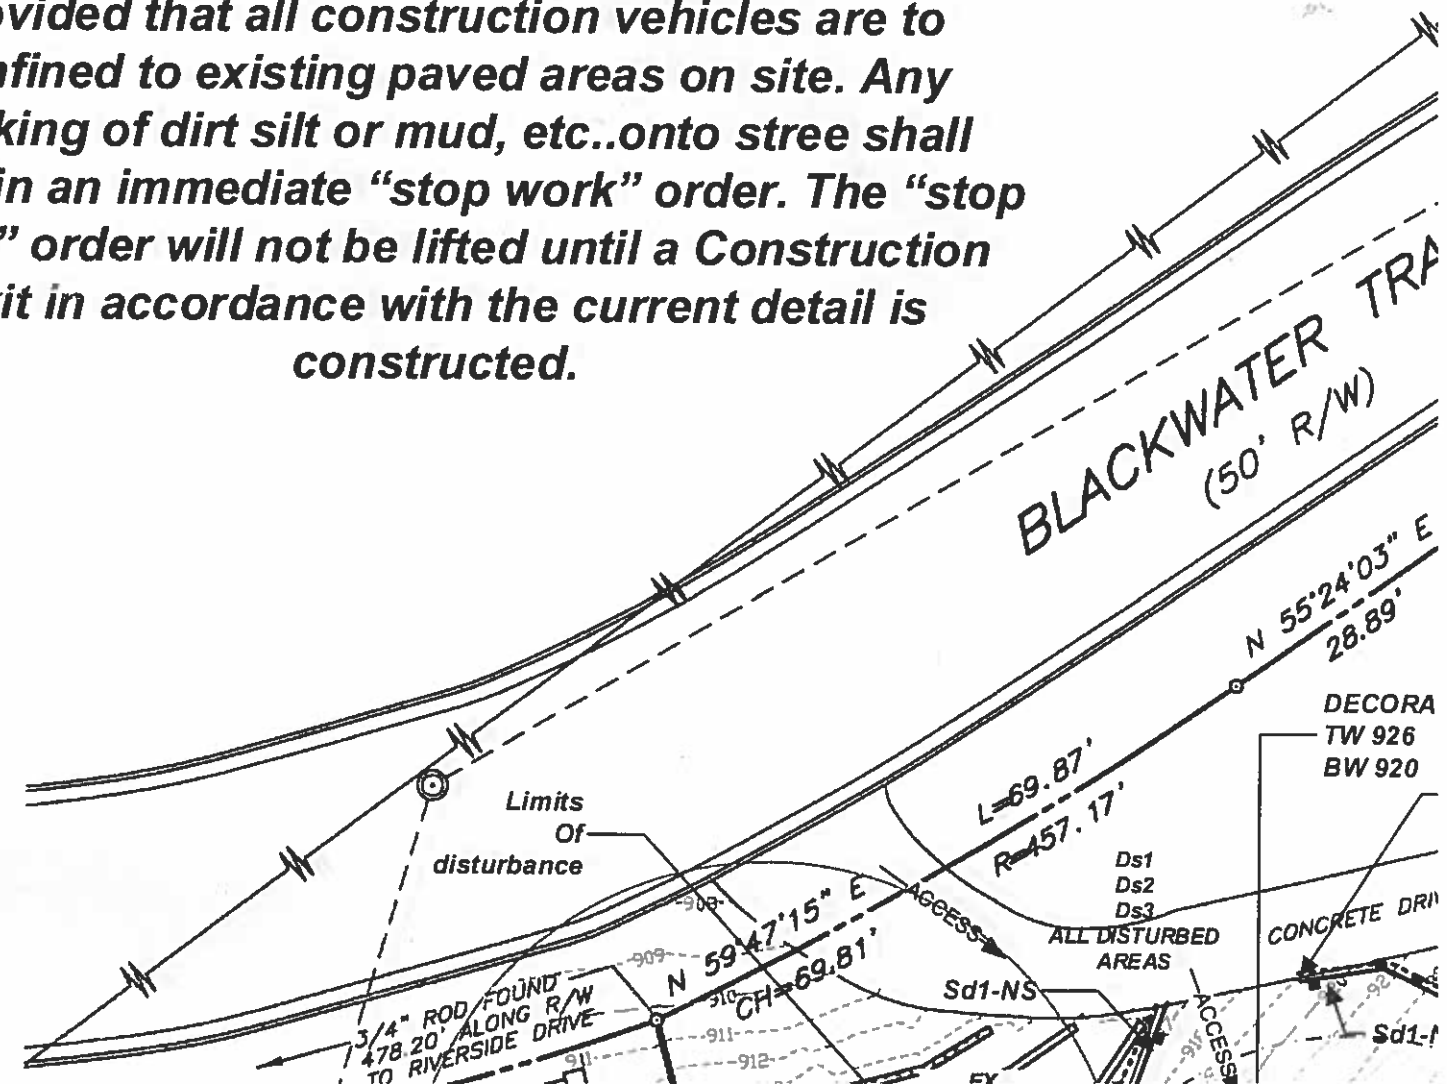 ovided that all construction vehicles are to
nfined to existing paved areas on site. Any
king of dirt silt or mud, etc..onto stree shall
in an immediate “stop work” order. The “stop
” order will not be lifted until a Construction
it in accordance with the current detail is
constructed.
BLACKWATER TRA
(50' R/W)
N 55°24'03" E
28.89'
DECORA
TW 926
BW 920
L=69.87'
R=457.17'
Limits
Of
disturbance
Ds1
Ds2
Ds3
ALL DISTURBED
AREAS
ACCESS
CONCRETE DRIV
N 59°47'15" E
CH=69.81'
908
909
910
911
911
912
3/4" ROD FOUND
478.20' ALONG R/W
TO RIVERSIDE DRIVE
Sd1-NS
ACCESS
Sd1-N
EX